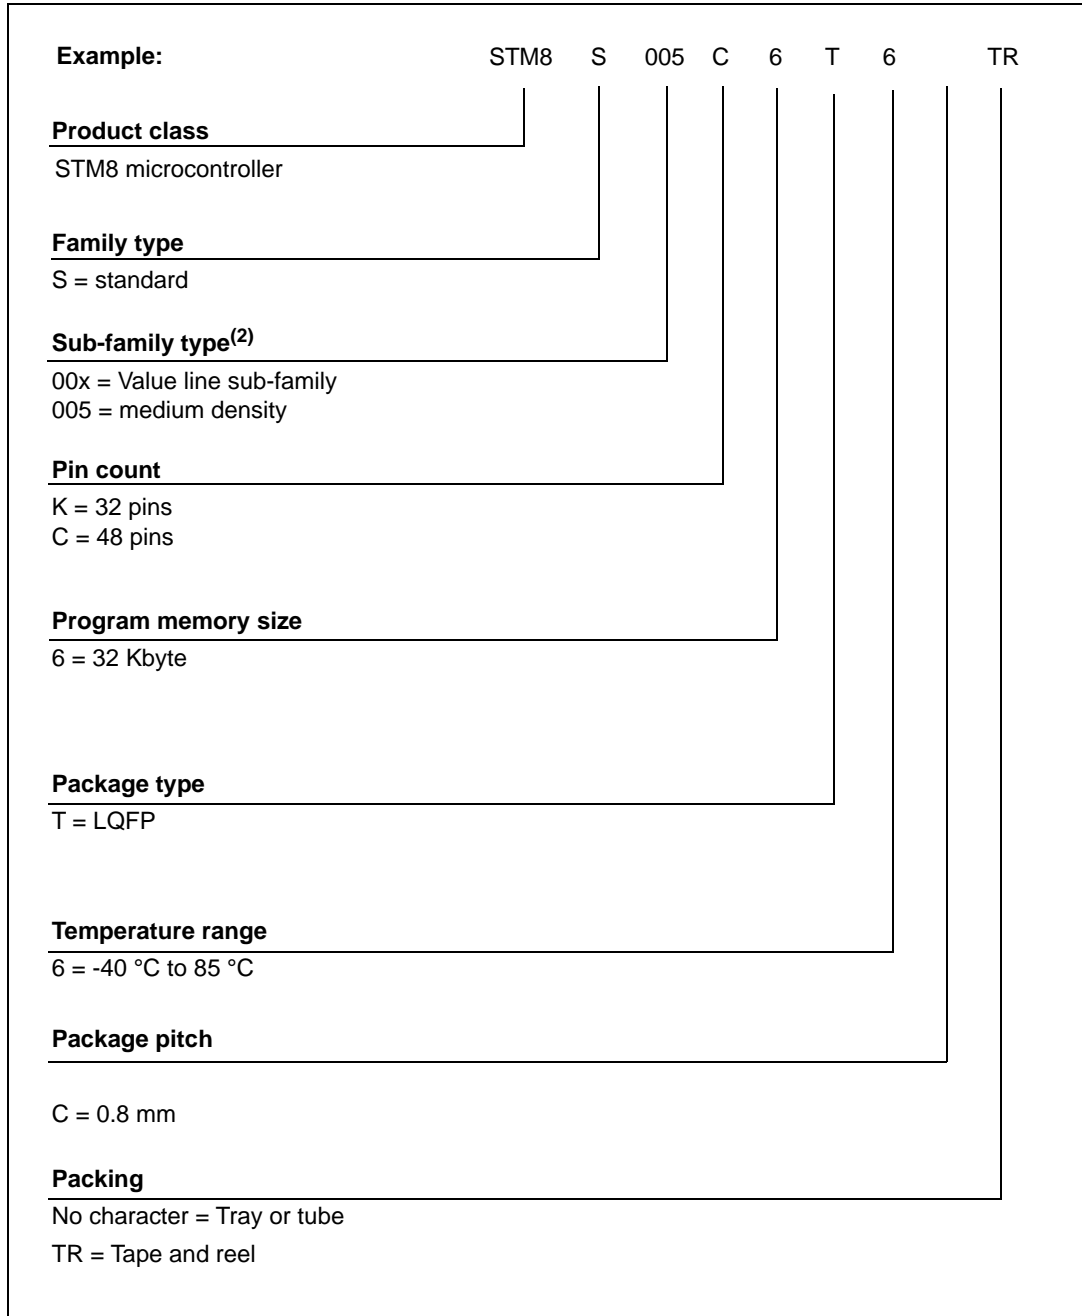 Example: STM8 S 005 C 6 T 6 TR
Product class
STM8 microcontroller
Family type
S = standard
Sub-family type(2)
00x = Value line sub-family
005 = medium density
Pin count
K = 32 pins
C = 48 pins
Program memory size
6 = 32 Kbyte
Package type
T = LQFP
Temperature range
6 = -40 °C to 85 °C
Package pitch
C = 0.8 mm
Packing
No character = Tray or tube
TR = Tape and reel